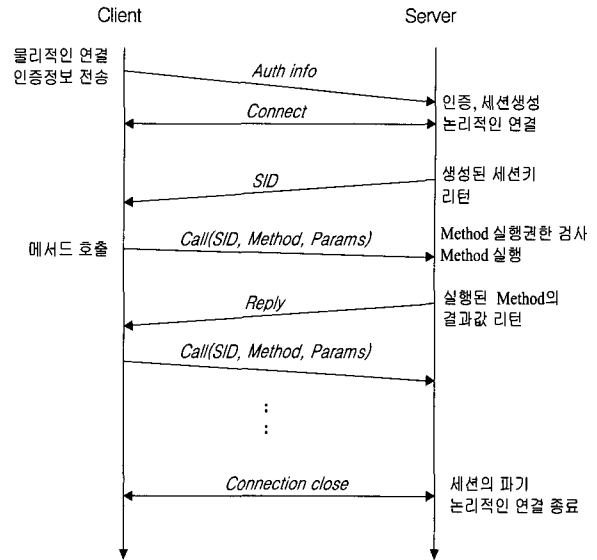 Client
Server
물리적인 연결
인증정보 전송
Auth info
인증, 세션생성
논리적인 연결
Connect
생성된 세션키
리턴
SID
메서드 호출
Call(SID, Method, Params)
Method 실행권한 검사
Method 실행
Reply
실행된 Method의
결과값 리턴
Call(SID, Method, Params)
:
:
Connection close
세션의 파기
논리적인 연결 종료